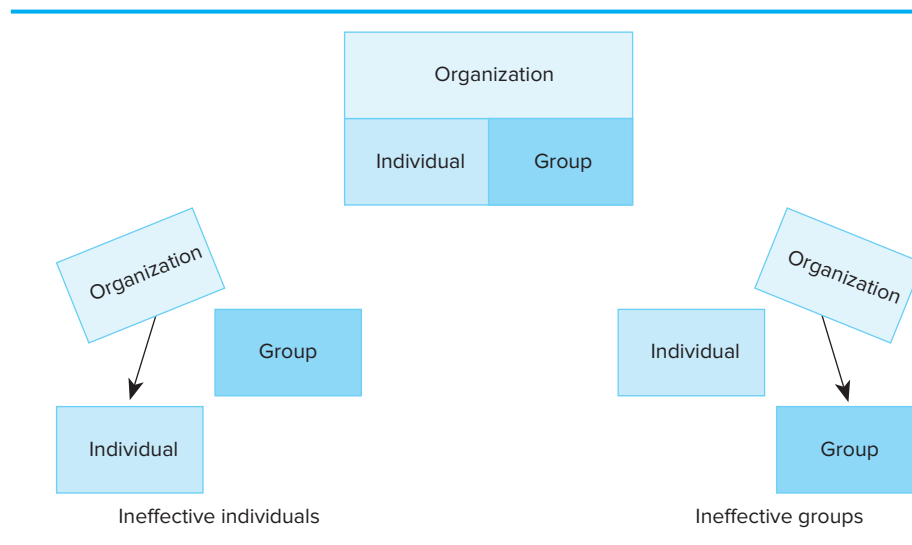 Organization
Individual Group
Organization
Group
Individual
Ineffective individuals
Organization
Individual
Group
Ineffective groups